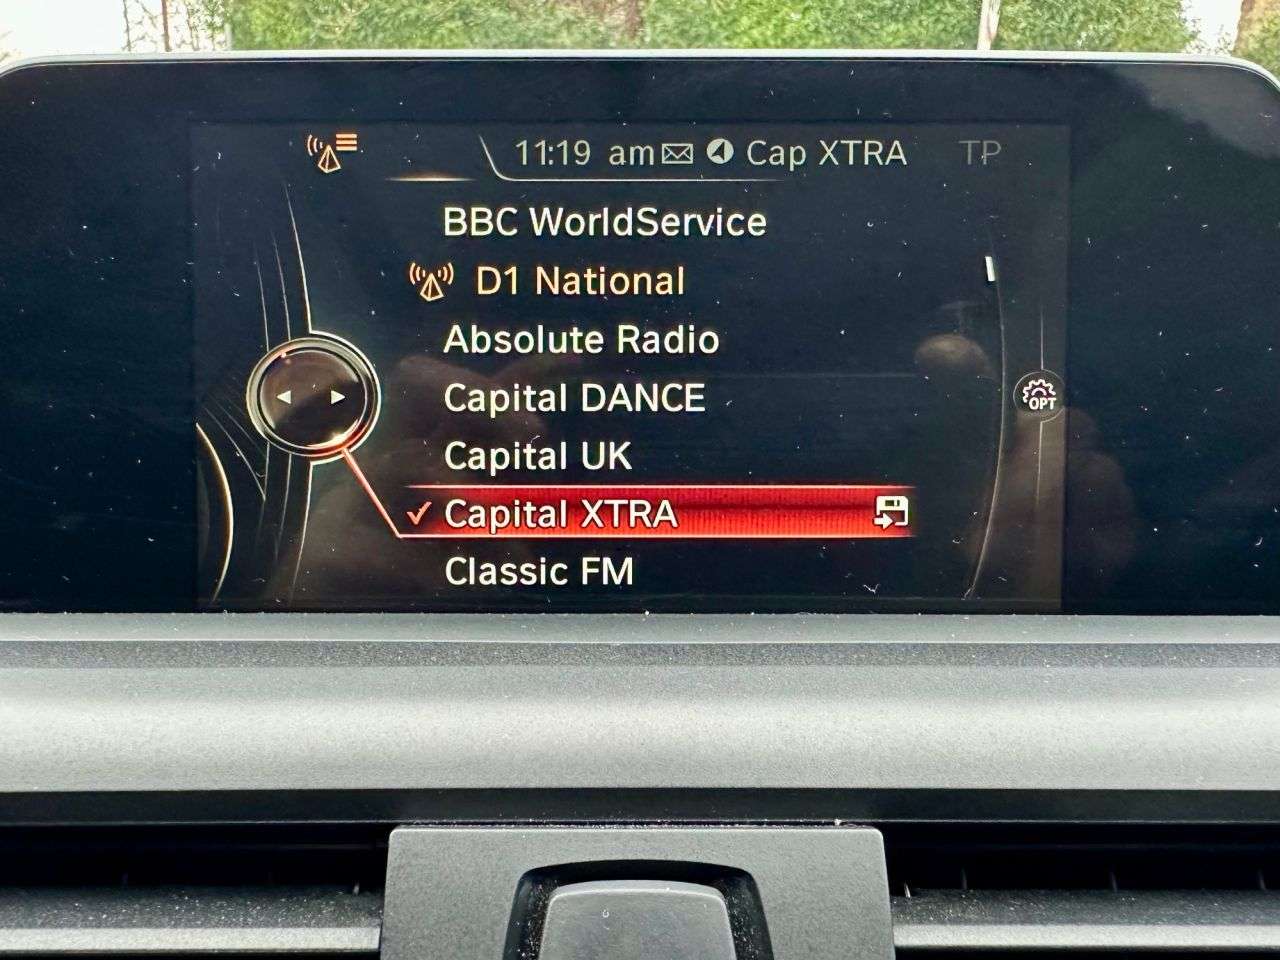 11:19 am Cap XTRA TP
BBC WorldService
D1 National
Absolute Radio
Capital DANCE
Capital UK
OPT
Capital XTRA
Classic FM